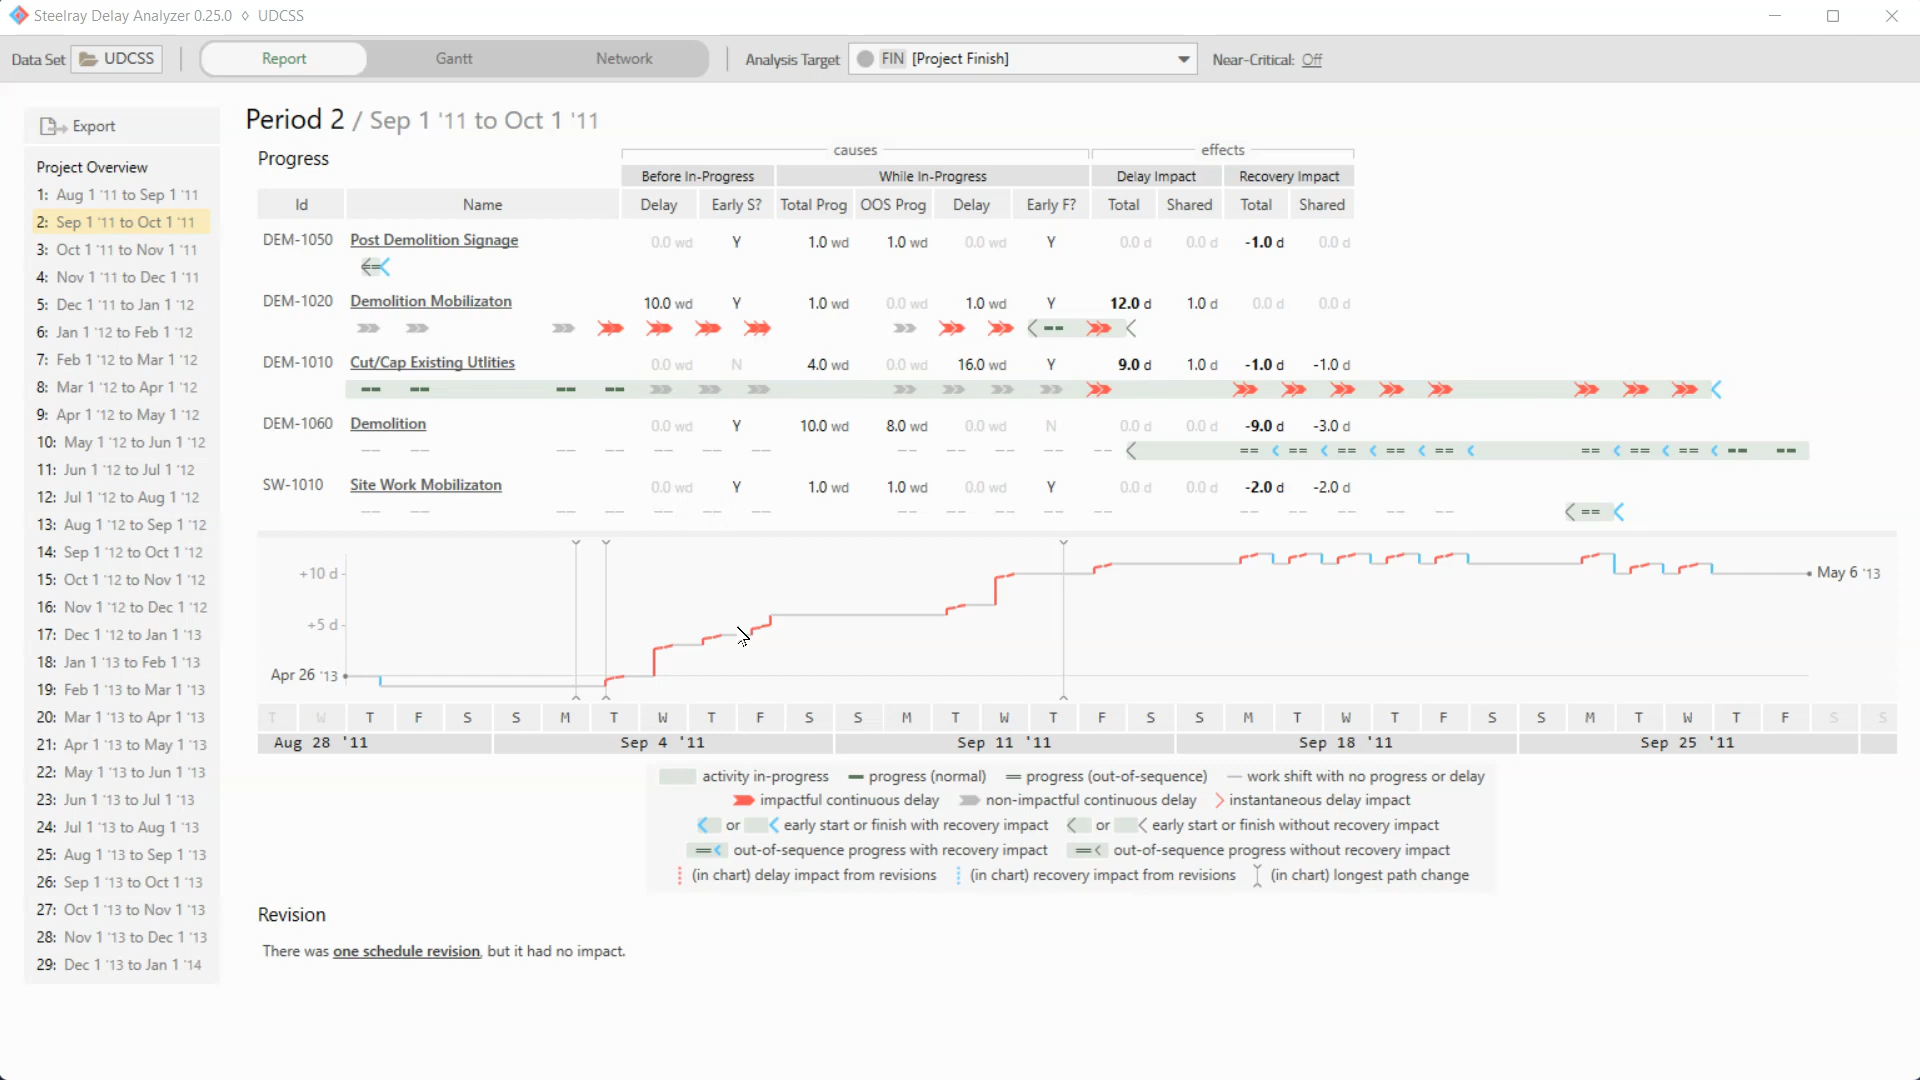 Steelray Delay Analyzer 0.25.0 ◊ UDCSS
Data Set UDCSS Report Gantt Network Analysis Target FIN [Project Finish] Near-Critical: Off
Export
Project Overview
1: Aug 1 '11 to Sep 1 '11
2: Sep 1 '11 to Oct 1 '11
3: Oct 1 '11 to Nov 1 '11
4: Nov 1 '11 to Dec 1 '11
5: Dec 1 '11 to Jan 1 '12
6: Jan 1 '12 to Feb 1 '12
7: Feb 1 '12 to Mar 1 '12
8: Mar 1 '12 to Apr 1 '12
9: Apr 1 '12 to May 1 '12
10: May 1 '12 to Jun 1 '12
11: Jun 1 '12 to Jul 1 '12
12: Jul 1 '12 to Aug 1 '12
13: Aug 1 '12 to Sep 1 '12
14: Sep 1 '12 to Oct 1 '12
15: Oct 1 '12 to Nov 1 '12
16: Nov 1 '12 to Dec 1 '12
17: Dec 1 '12 to Jan 1 '13
18: Jan 1 '13 to Feb 1 '13
19: Feb 1 '13 to Mar 1 '13
20: Mar 1 '13 to Apr 1 '13
21: Apr 1 '13 to May 1 '13
22: May 1 '13 to Jun 1 '13
23: Jun 1 '13 to Jul 1 '13
24: Jul 1 '13 to Aug 1 '13
25: Aug 1 '13 to Sep 1 '13
26: Sep 1 '13 to Oct 1 '13
27: Oct 1 '13 to Nov 1 '13
28: Nov 1 '13 to Dec 1 '13
29: Dec 1 '13 to Jan 1 '14
Period 2 / Sep 1 '11 to Oct 1 '11
Progress
causes effects
Before In-Progress While In-Progress Delay Impact Recovery Impact
Id Name Delay Early S? Total Prog OOS Prog Delay Early F? Total Shared Total Shared
DEM-1050 Post Demolition Signage 0.0 wd Y 1.0 wd 1.0 wd 0.0 wd Y 0.0 d 0.0 d -1.0 d 0.0 d
DEM-1020 Demolition Mobilizaton 10.0 wd Y 1.0 wd 0.0 wd 1.0 wd Y 12.0 d 1.0 d 0.0 d 0.0 d
DEM-1010 Cut/Cap Existing Utlities 0.0 wd N 4.0 wd 0.0 wd 16.0 wd Y 9.0 d 1.0 d -1.0 d -1.0 d
DEM-1060 Demolition 0.0 wd Y 10.0 wd 8.0 wd 0.0 wd N 0.0 d 0.0 d -9.0 d -3.0 d
SW-1010 Site Work Mobilizaton 0.0 wd Y 1.0 wd 1.0 wd 0.0 wd Y 0.0 d 0.0 d -2.0 d -2.0 d
+10 d
May 6 '13
+5 d
Apr 26 '13
T W T F S S M T W T F S S M T W T F S S M T W T F S S M T W T F S S
Aug 28 '11 Sep 4 '11 Sep 11 '11 Sep 18 '11 Sep 25 '11
activity in-progress progress (normal) progress (out-of-sequence) work shift with no progress or delay
impactful continuous delay non-impactful continuous delay instantaneous delay impact
or early start or finish with recovery impact or early start or finish without recovery impact
out-of-sequence progress with recovery impact out-of-sequence progress without recovery impact
(in chart) delay impact from revisions (in chart) recovery impact from revisions (in chart) longest path change
Revision
There was one schedule revision, but it had no impact.